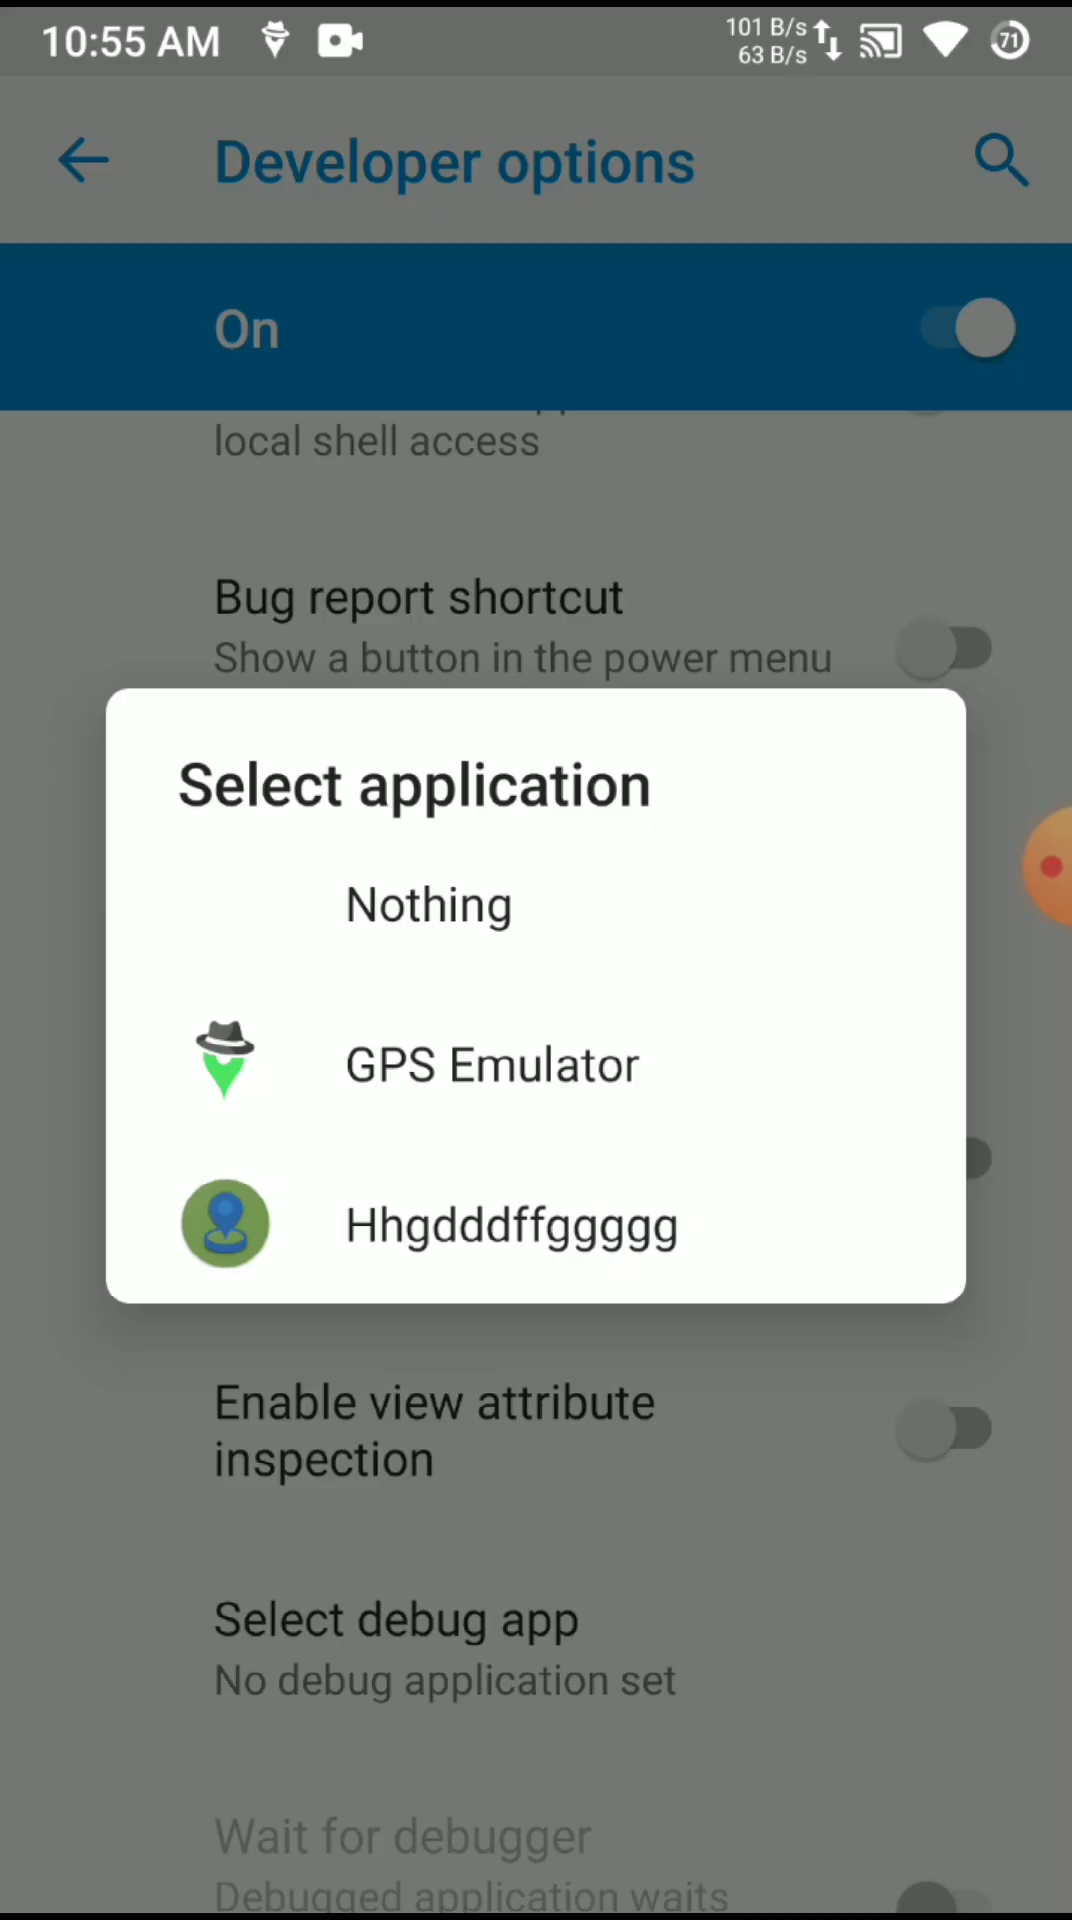 10:55 AM
101 B/s
63 B/s
71
Developer options
On
local shell access
Bug report shortcut
Show a button in the power menu
Select application
Nothing
GPS Emulator
Hhgdddffggggg
Enable view attribute
inspection
Select debug app
No debug application set
Wait for debugger
Debugged application waits